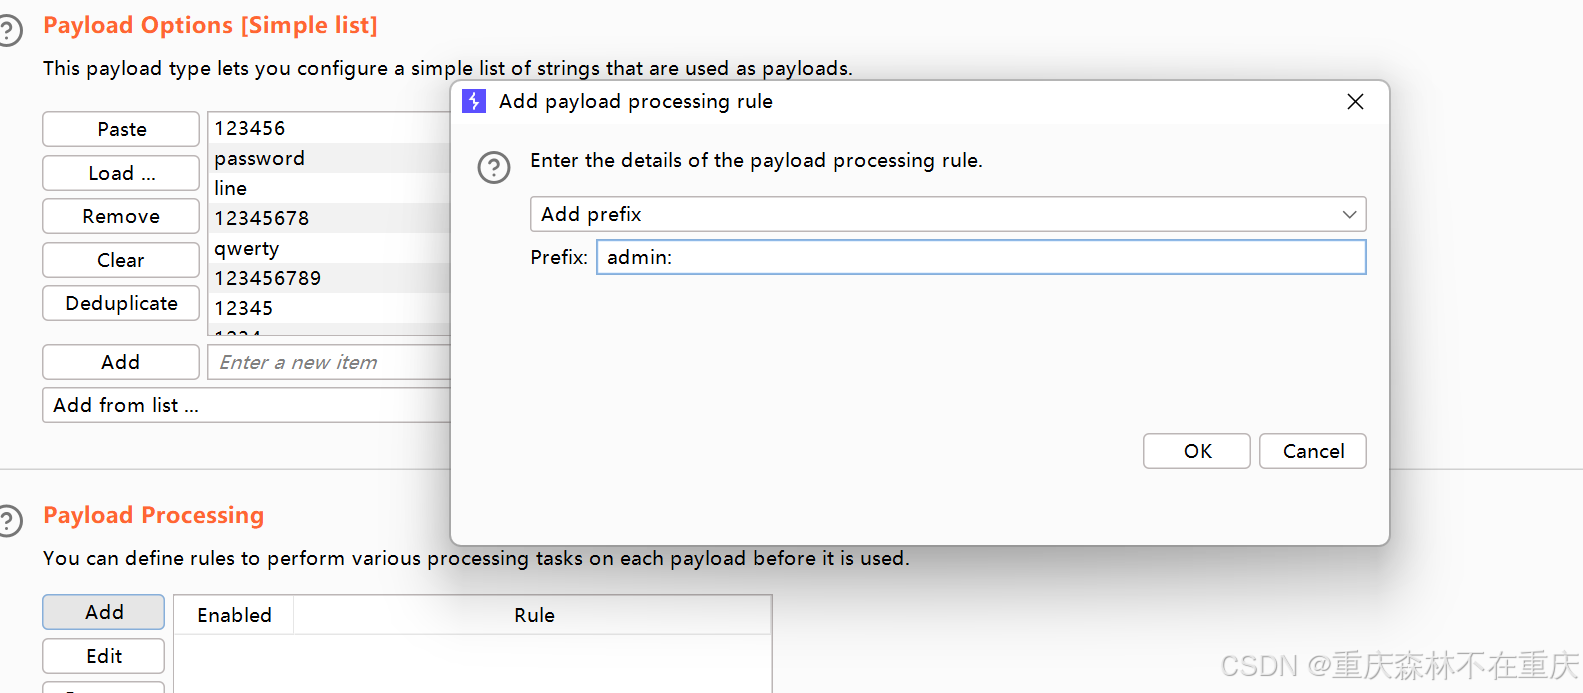 Payload Options [Simple list]
This payload type lets you configure a simple list of strings that are used as payloads.
Paste
Load ...
Remove
Clear
Deduplicate
123456
password
line
12345678
qwerty
123456789
12345
1234
Add
Enter a new item
Add from list ...
Add payload processing rule
Enter the details of the payload processing rule.
Add prefix
Prefix: admin:
OK
Cancel
Payload Processing
You can define rules to perform various processing tasks on each payload before it is used.
Add
Enabled
Rule
Edit
CSDN @重庆森林不在重庆